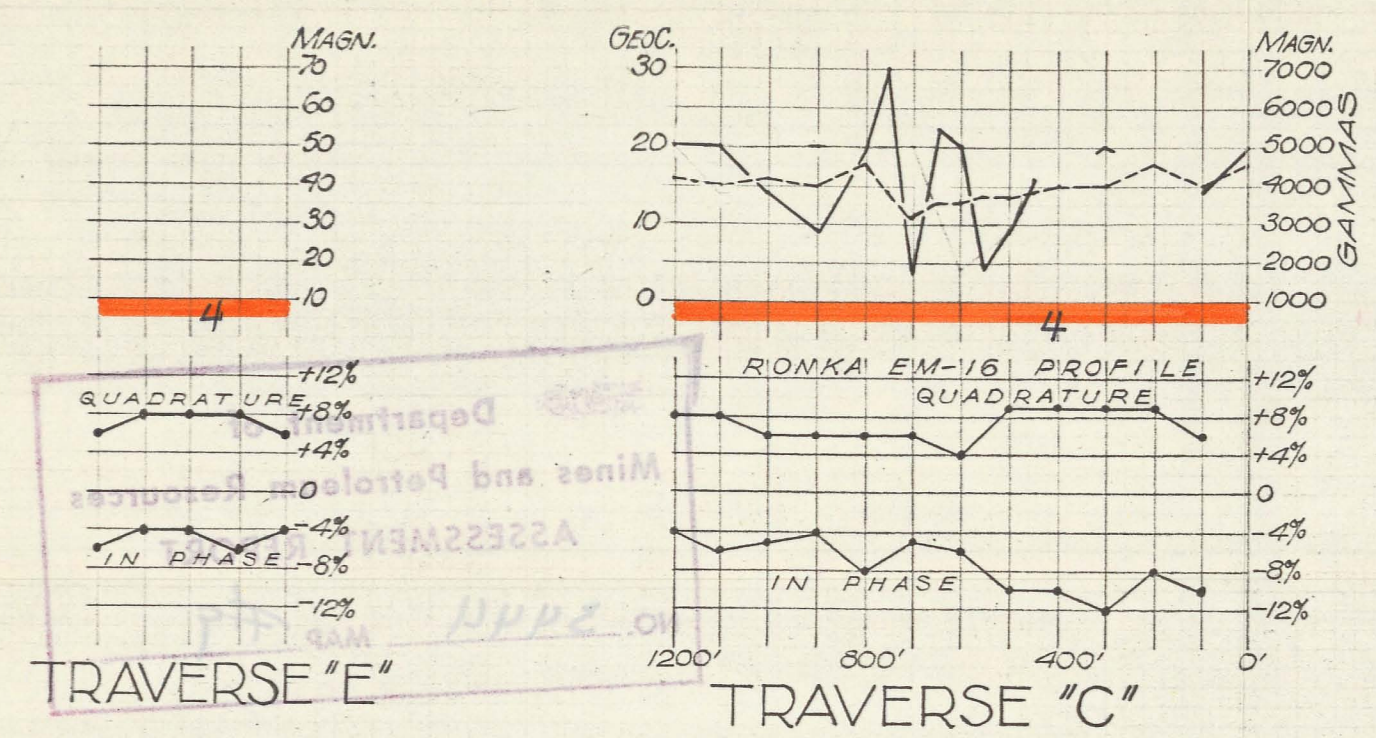 MAGN.
70
60
50
40
30
20
10
4
+12%
QUADRATURE
+8%
+4%
0
-4%
IN PHASE
-8%
-12%
TRAVERSE "E"
GEOC.
30
20
10
0
MAGN.
7000
6000
5000
4000
3000
2000
1000
GAMMAS
4
RONKA EM-16 PROFILE
QUADRATURE
+12%
+8%
+4%
0
-4%
-8%
-12%
IN PHASE
1200'
800'
400'
0'
TRAVERSE "C"
Department of
Mines and Petroleum Resources
ASSESSMENT REPORT
NO. 3444 MAP